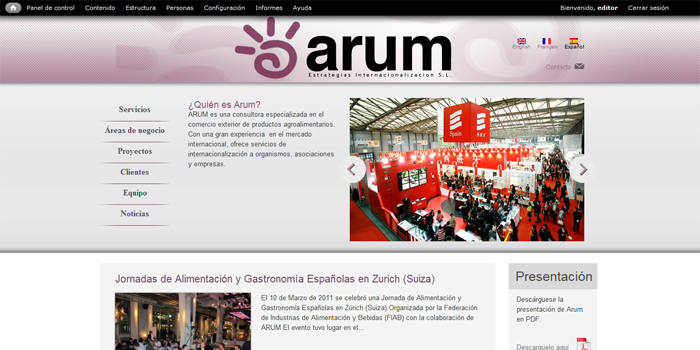 Panel de control Contenido Estructura Personas Configuración Informes Ayuda Bienvenido, editor Cerrar sesión
arum
Estrategias Internacionalizacion S.L.
English Français Español
Contacto
Servicios
Áreas de negocio
Proyectos
Clientes
Equipo
Noticias
¿Quién es Arum?
ARUM es una consultora especializada en el
comercio exterior de productos agroalimentarios.
Con una gran experiencia en el mercado
internacional, ofrece servicios de
internacionalización a organismos, asociaciones
y empresas.
Spain
Jornadas de Alimentación y Gastronomía Españolas en Zurich (Suiza)
El 10 de Marzo de 2011 se celebró una Jornada de Alimentación y
Gastronomía Españolas en Zúrich (Suiza).Organizada por la Federación
de Industrias de Alimentación y Bebidas (FIAB) con la colaboración de
ARUM El evento tuvo lugar en el...
Presentación
Descárguese la
presentación de Arum
en PDF.
Descarguelo aquí